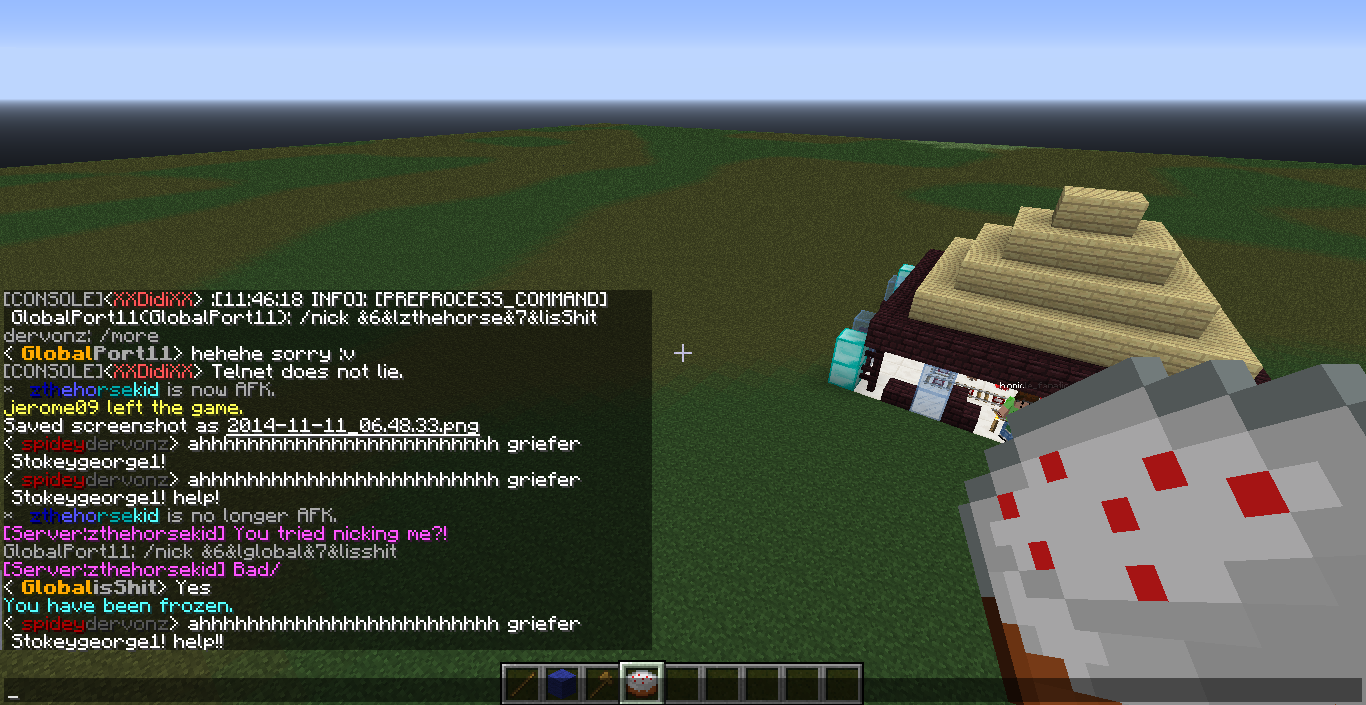 [CONSOLE]<XXDidiXX> :[11:46:18 INFO]: [PREPROCESS_COMMAND]
GlobalPort11(GlobalPort11): /nick &6&lzthehorse&7&lisShit
dervonz: /more
< GlobalPort11> hehehe sorry :v
[CONSOLE]<XXDidiXX> Telnet does not lie.
* zthehorsekid is now AFK.
jerome09 left the game.
Saved screenshot as 2014-11-11_06.48.33.png
< spideydervonz> ahhhhhhhhhhhhhhhhhhhhhhhhhh griefer
Stokeygeorge1!
< spideydervonz> ahhhhhhhhhhhhhhhhhhhhhhhhhh griefer
Stokeygeorge1! help!
* zthehorsekid is no longer AFK.
[Server:zthehorsekid] You tried nicking me?!
GlobalPort11: /nick &6&lglobal&7&lisshit
[Server:zthehorsekid] Bad/
< GlobalisShit> Yes
You have been frozen.
< spideydervonz> ahhhhhhhhhhhhhhhhhhhhhhhhhh griefer
Stokeygeorge1! help!!
_